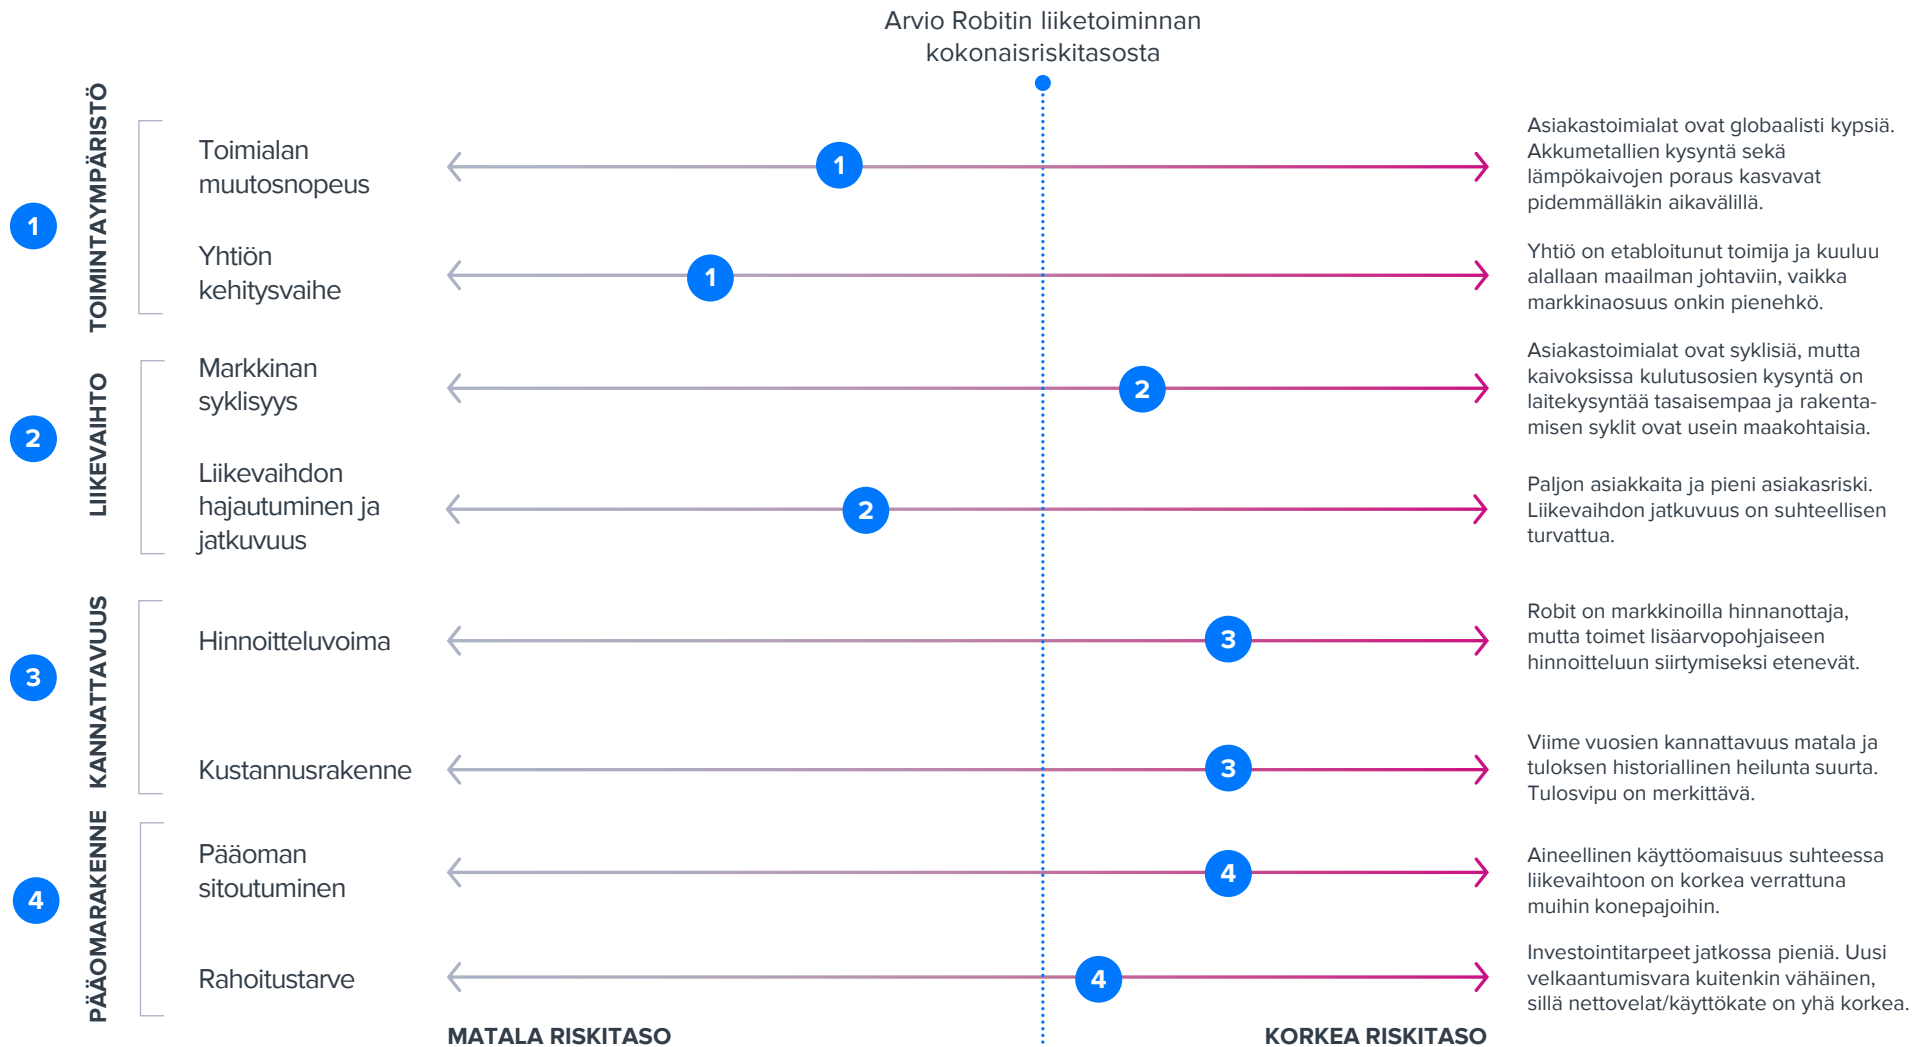 Arvio Robitin liiketoiminnan
kokonaisriskitasosta
1
TOIMINTAYMPÄRISTÖ
Toimialan
muutosnopeus
1
Asiakastoimialat ovat globaalisti kypsiä.
Akkumetallien kysyntä sekä
lämpökaivojen poraus kasvavat
pidemmälläkin aikavälillä.
Yhtiön
kehitysvaihe
1
Yhtiö on etabloitunut toimija ja kuuluu
alallaan maailman johtaviin, vaikka
markkinaosuus onkin pienehkö.
2
LIIKEVAIHTO
Markkinan
syklisyys
2
Asiakastoimialat ovat syklisiä, mutta
kaivoksissa kulutusosien kysyntä on
laitekysyntää tasaisempaa ja rakenta-
misen syklit ovat usein maakohtaisia.
Liikevaihdon
hajautuminen ja
jatkuvuus
2
Paljon asiakkaita ja pieni asiakasriski.
Liikevaihdon jatkuvuus on suhteellisen
turvattua.
3
KANNATTAVUUS
Hinnoitteluvoima
3
Robit on markkinoilla hinnanottaja,
mutta toimet lisäarvopohjaiseen
hinnoitteluun siirtymiseksi etenevät.
Kustannusrakenne
3
Viime vuosien kannattavuus matala ja
tuloksen historiallinen heilunta suurta.
Tulosvipu on merkittävä.
4
PÄÄOMARAKENNE
Pääoman
sitoutuminen
4
Aineellinen käyttöomaisuus suhteessa
liikevaihtoon on korkea verrattuna
muihin konepajoihin.
Rahoitustarve
4
Investointitarpeet jatkossa pieniä. Uusi
velkaantumisvara kuitenkin vähäinen,
sillä nettovelat/käyttökate on yhä korkea.
MATALA RISKITASO
KORKEA RISKITASO